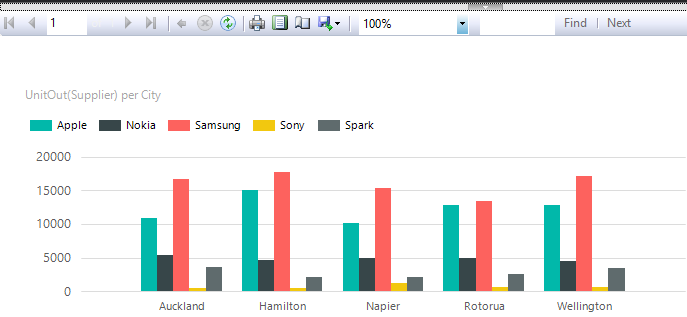 1 100% Find | Next
UnitOut(Supplier) per City
Apple Nokia Samsung Sony Spark
20000
15000
10000
5000
0
Auckland Hamilton Napier Rotorua Wellington